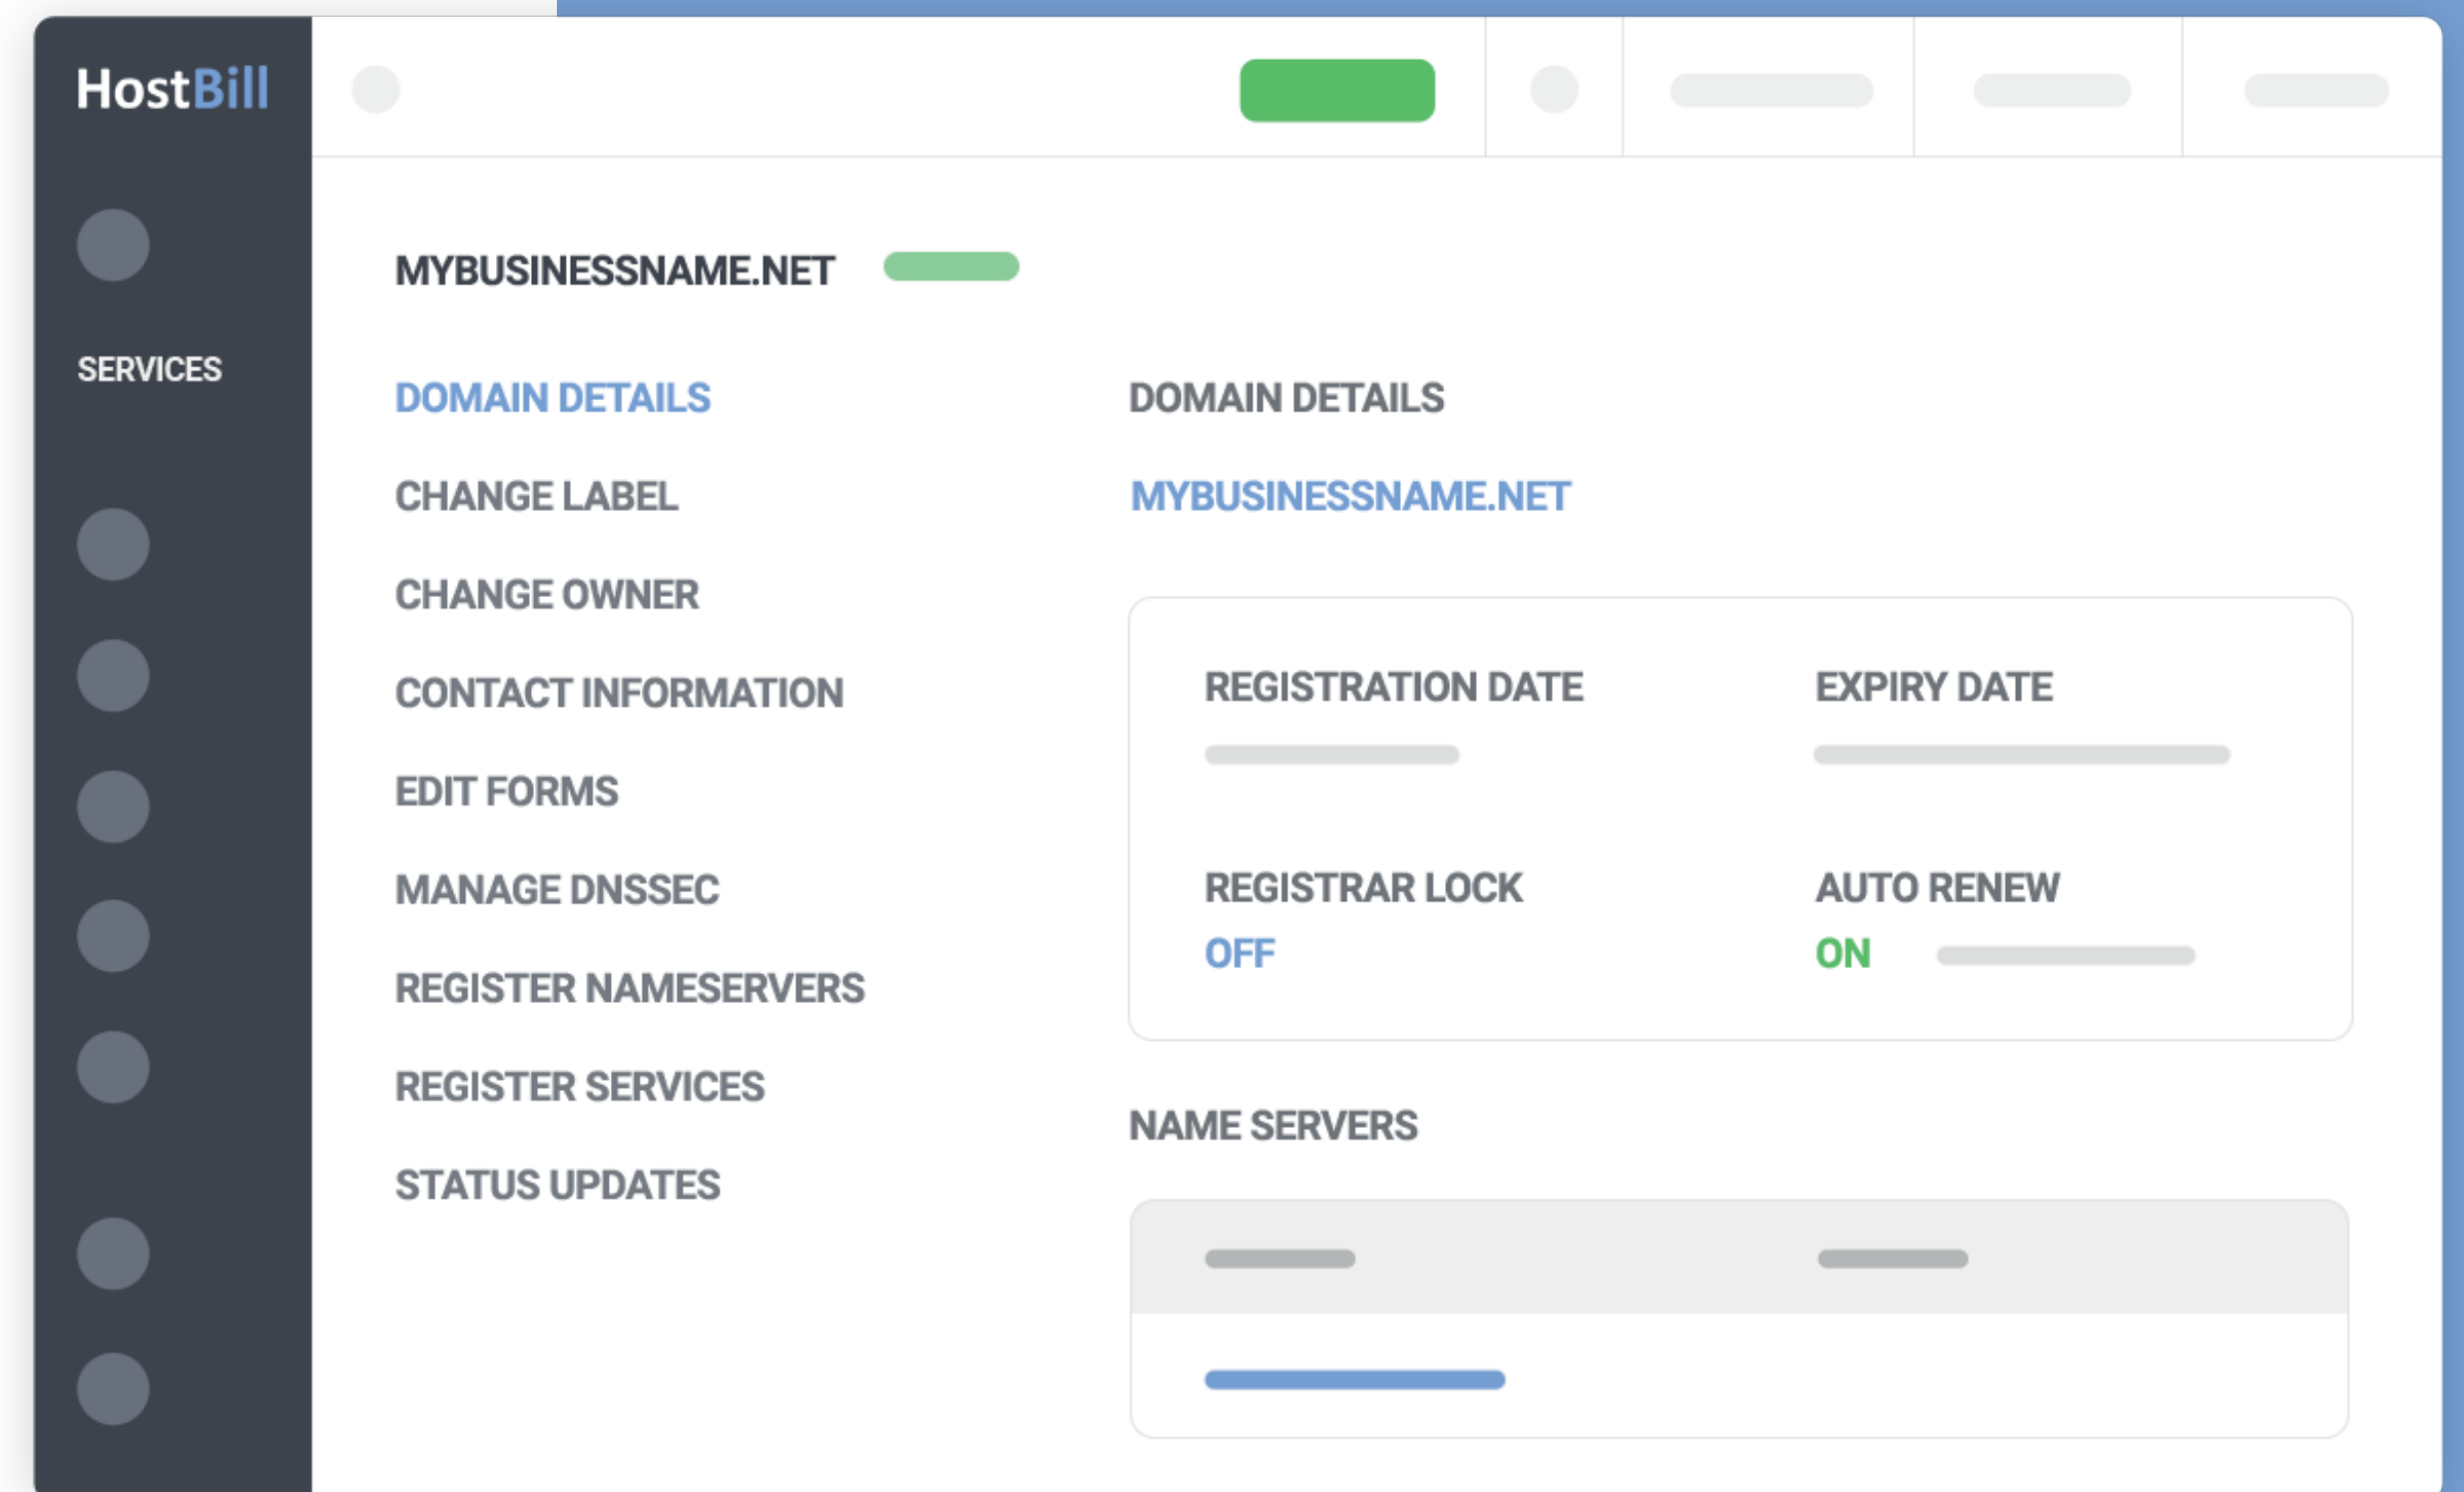 HostBill
SERVICES
MYBUSINESSNAME.NET
DOMAIN DETAILS
CHANGE LABEL
CHANGE OWNER
CONTACT INFORMATION
EDIT FORMS
MANAGE DNSSEC
REGISTER NAMESERVERS
REGISTER SERVICES
STATUS UPDATES
DOMAIN DETAILS
MYBUSINESSNAME.NET
REGISTRATION DATE
EXPIRY DATE
REGISTRAR LOCK
OFF
AUTO RENEW
ON
NAME SERVERS